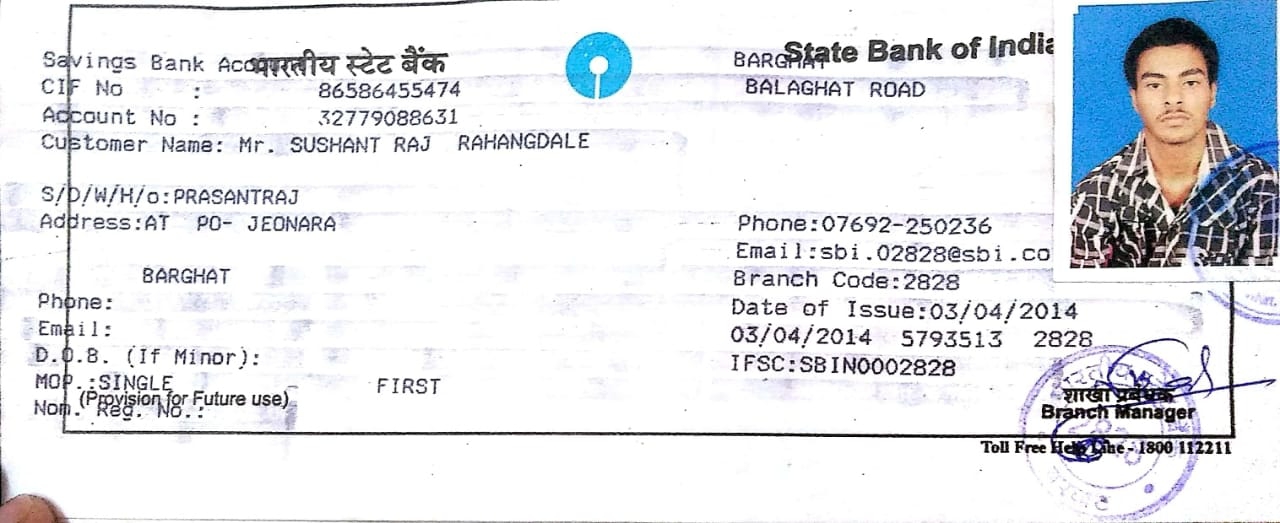 भारतीय स्टेट बैंक
State Bank of India
Savings Bank Acco
BARGHAT
CIF No : 86586455474
BALAGHAT ROAD
Account No : 32779088631
Customer Name: Mr. SUSHANT RAJ RAHANGDALE
S/D/W/H/o:PRASANTRAJ
Address:AT PO- JEONARA
BARGHAT
Phone:
Email:
D.O.B. (If Minor):
MOP.:SINGLE FIRST
(Provision for Future use)
Nom. Reg. No.:
Phone:07692-250236
Email:sbi.02828@sbi.co
Branch Code:2828
Date of Issue:03/04/2014
03/04/2014 5793513 2828
IFSC:SBIN0002828
शाखा प्रबंधक
Branch Manager
Toll Free Help Line - 1800 112211